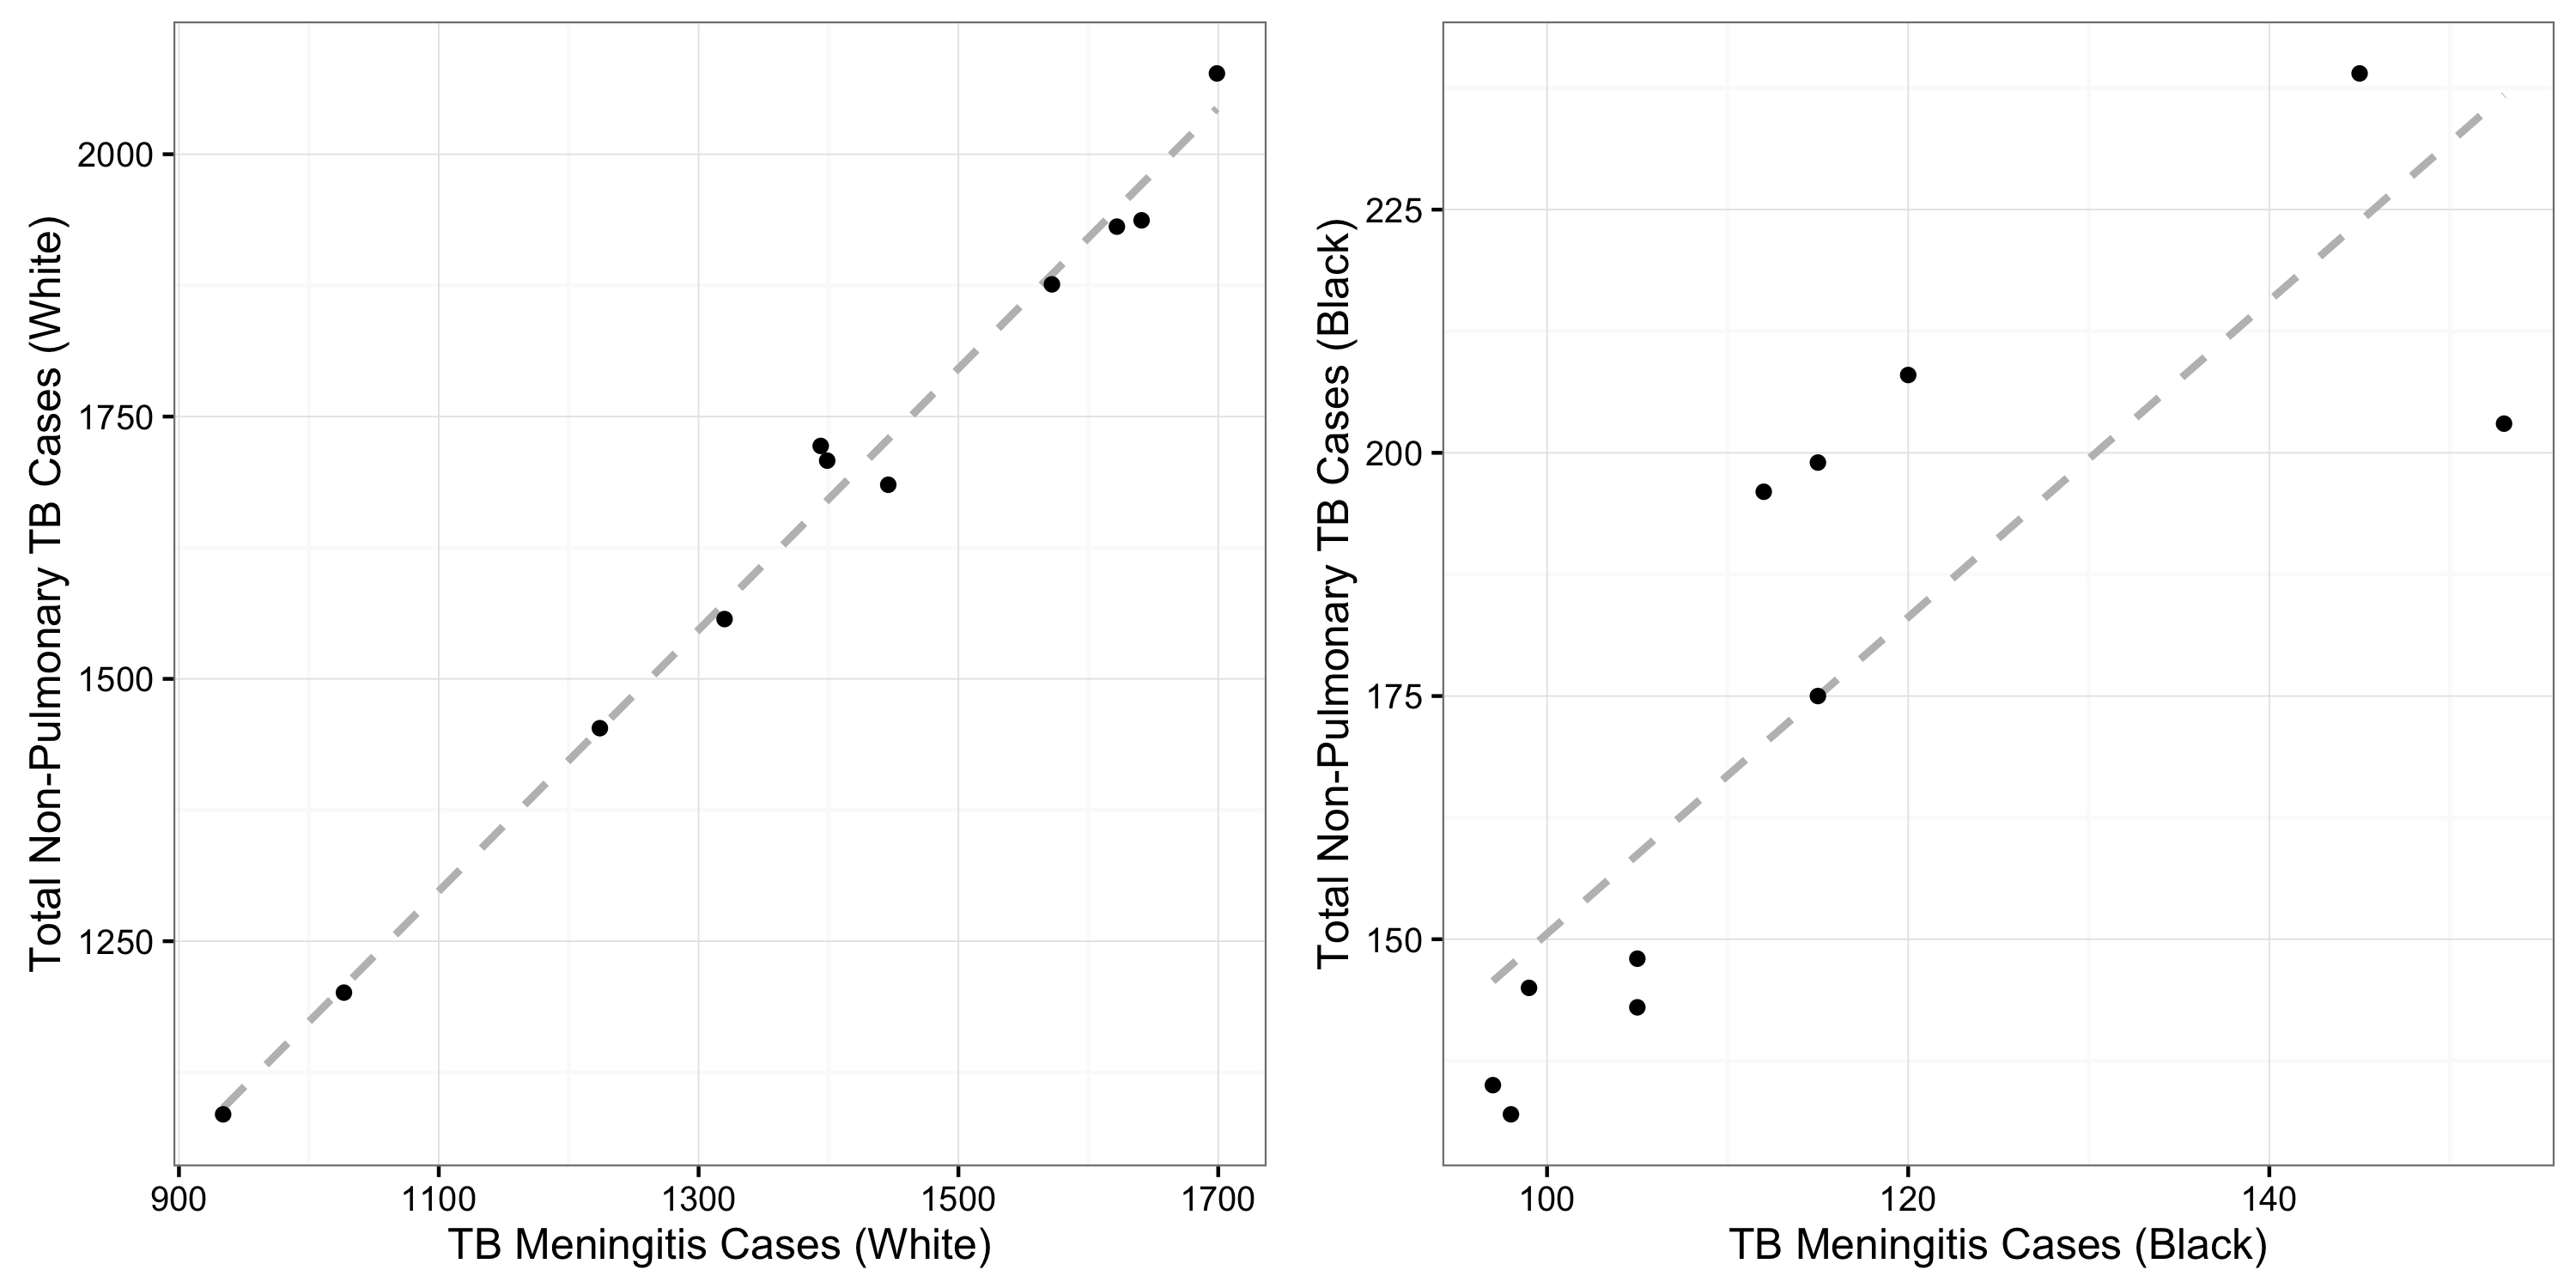 Total Non-Pulmonary TB Cases (White)
2000
1750
1500
1250
900 1100 1300 1500 1700
TB Meningitis Cases (White)
Total Non-Pulmonary TB Cases (Black)
225
200
175
150
100 120 140
TB Meningitis Cases (Black)